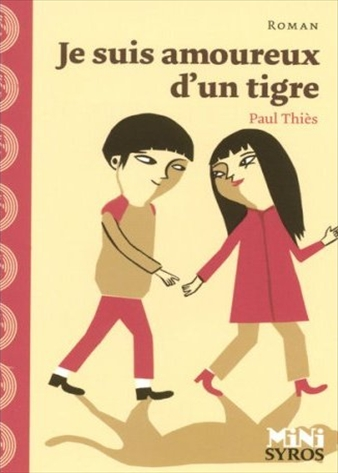 ROMAN
Je suis amoureux
d'un tigre
Paul Thiès
MiNi
SYROS